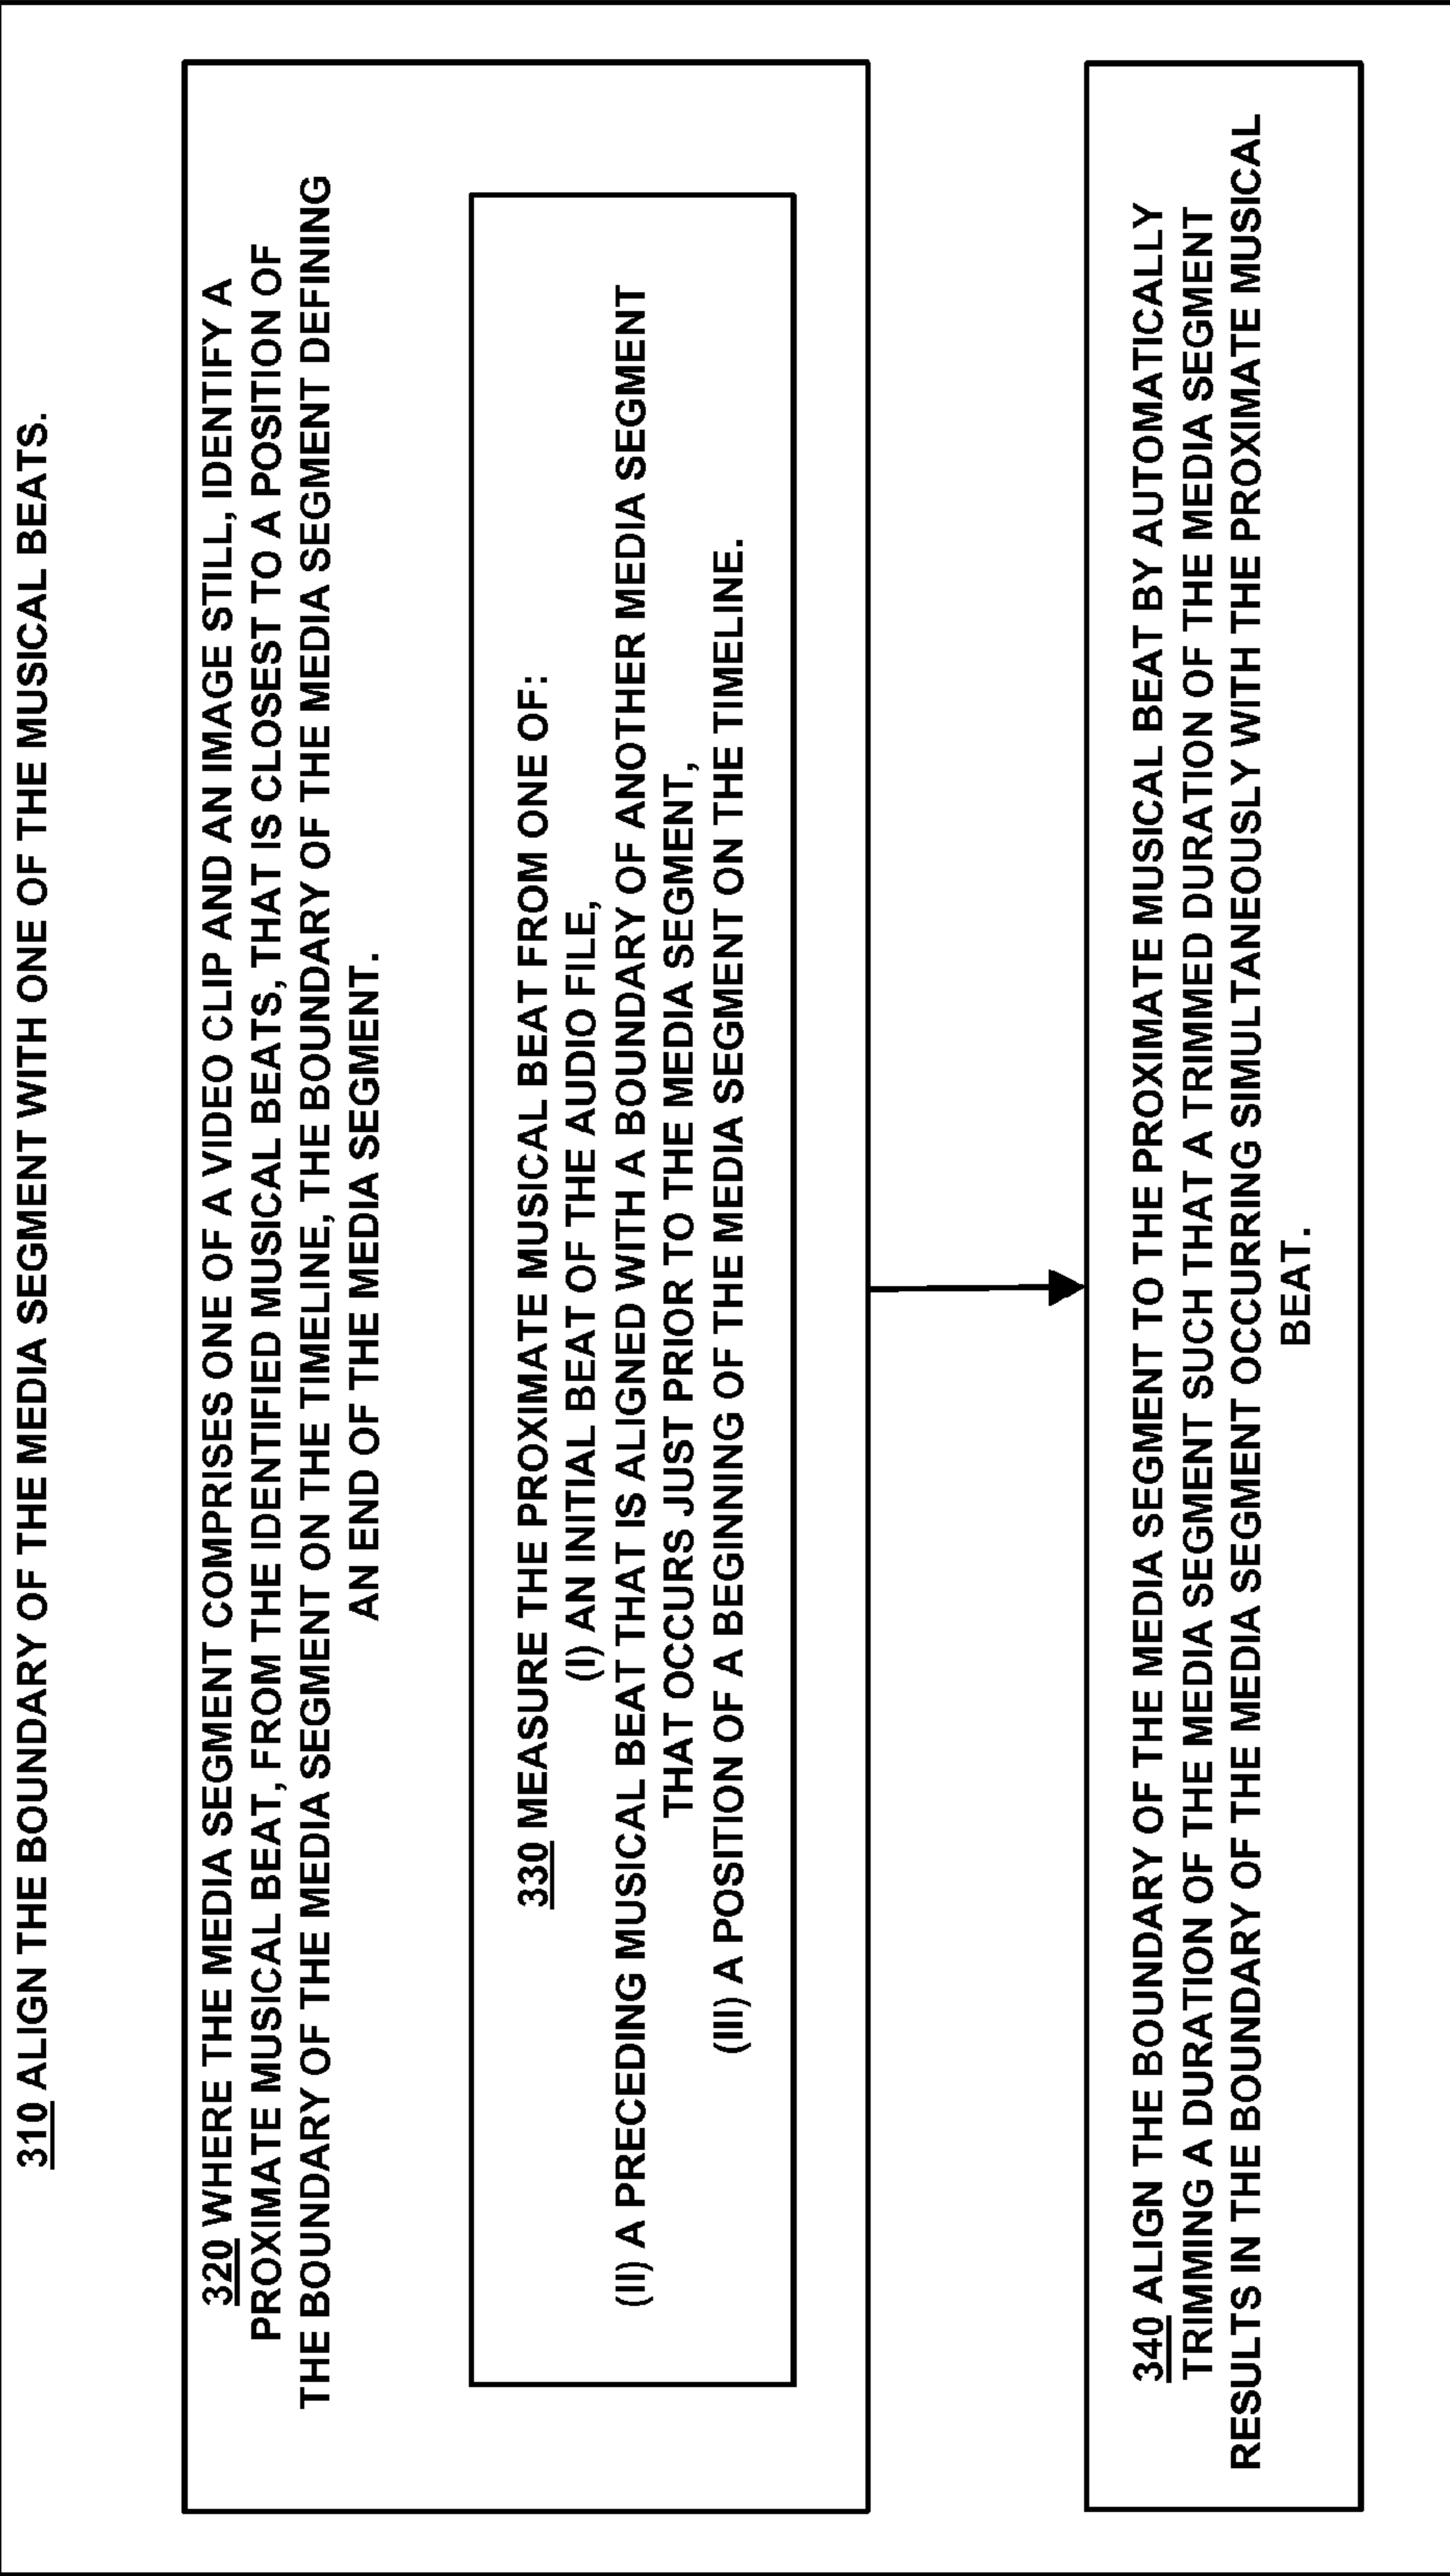 310 ALIGN THE BOUNDARY OF THE MEDIA SEGMENT WITH ONE OF THE MUSICAL BEATS.
320 WHERE THE MEDIA SEGMENT COMPRISES ONE OF A VIDEO CLIP AND AN IMAGE STILL, IDENTIFY A
PROXIMATE MUSICAL BEAT, FROM THE IDENTIFIED MUSICAL BEATS, THAT IS CLOSEST TO A POSITION OF
THE BOUNDARY OF THE MEDIA SEGMENT ON THE TIMELINE, THE BOUNDARY OF THE MEDIA SEGMENT DEFINING
AN END OF THE MEDIA SEGMENT.
330 MEASURE THE PROXIMATE MUSICAL BEAT FROM ONE OF:
(I) AN INITIAL BEAT OF THE AUDIO FILE,
(II) A PRECEDING MUSICAL BEAT THAT IS ALIGNED WITH A BOUNDARY OF ANOTHER MEDIA SEGMENT
THAT OCCURS JUST PRIOR TO THE MEDIA SEGMENT,
(III) A POSITION OF A BEGINNING OF THE MEDIA SEGMENT ON THE TIMELINE.
340 ALIGN THE BOUNDARY OF THE MEDIA SEGMENT TO THE PROXIMATE MUSICAL BEAT BY AUTOMATICALLY
TRIMMING A DURATION OF THE MEDIA SEGMENT SUCH THAT A TRIMMED DURATION OF THE MEDIA SEGMENT
RESULTS IN THE BOUNDARY OF THE MEDIA SEGMENT OCCURRING SIMULTANEOUSLY WITH THE PROXIMATE MUSICAL
BEAT.